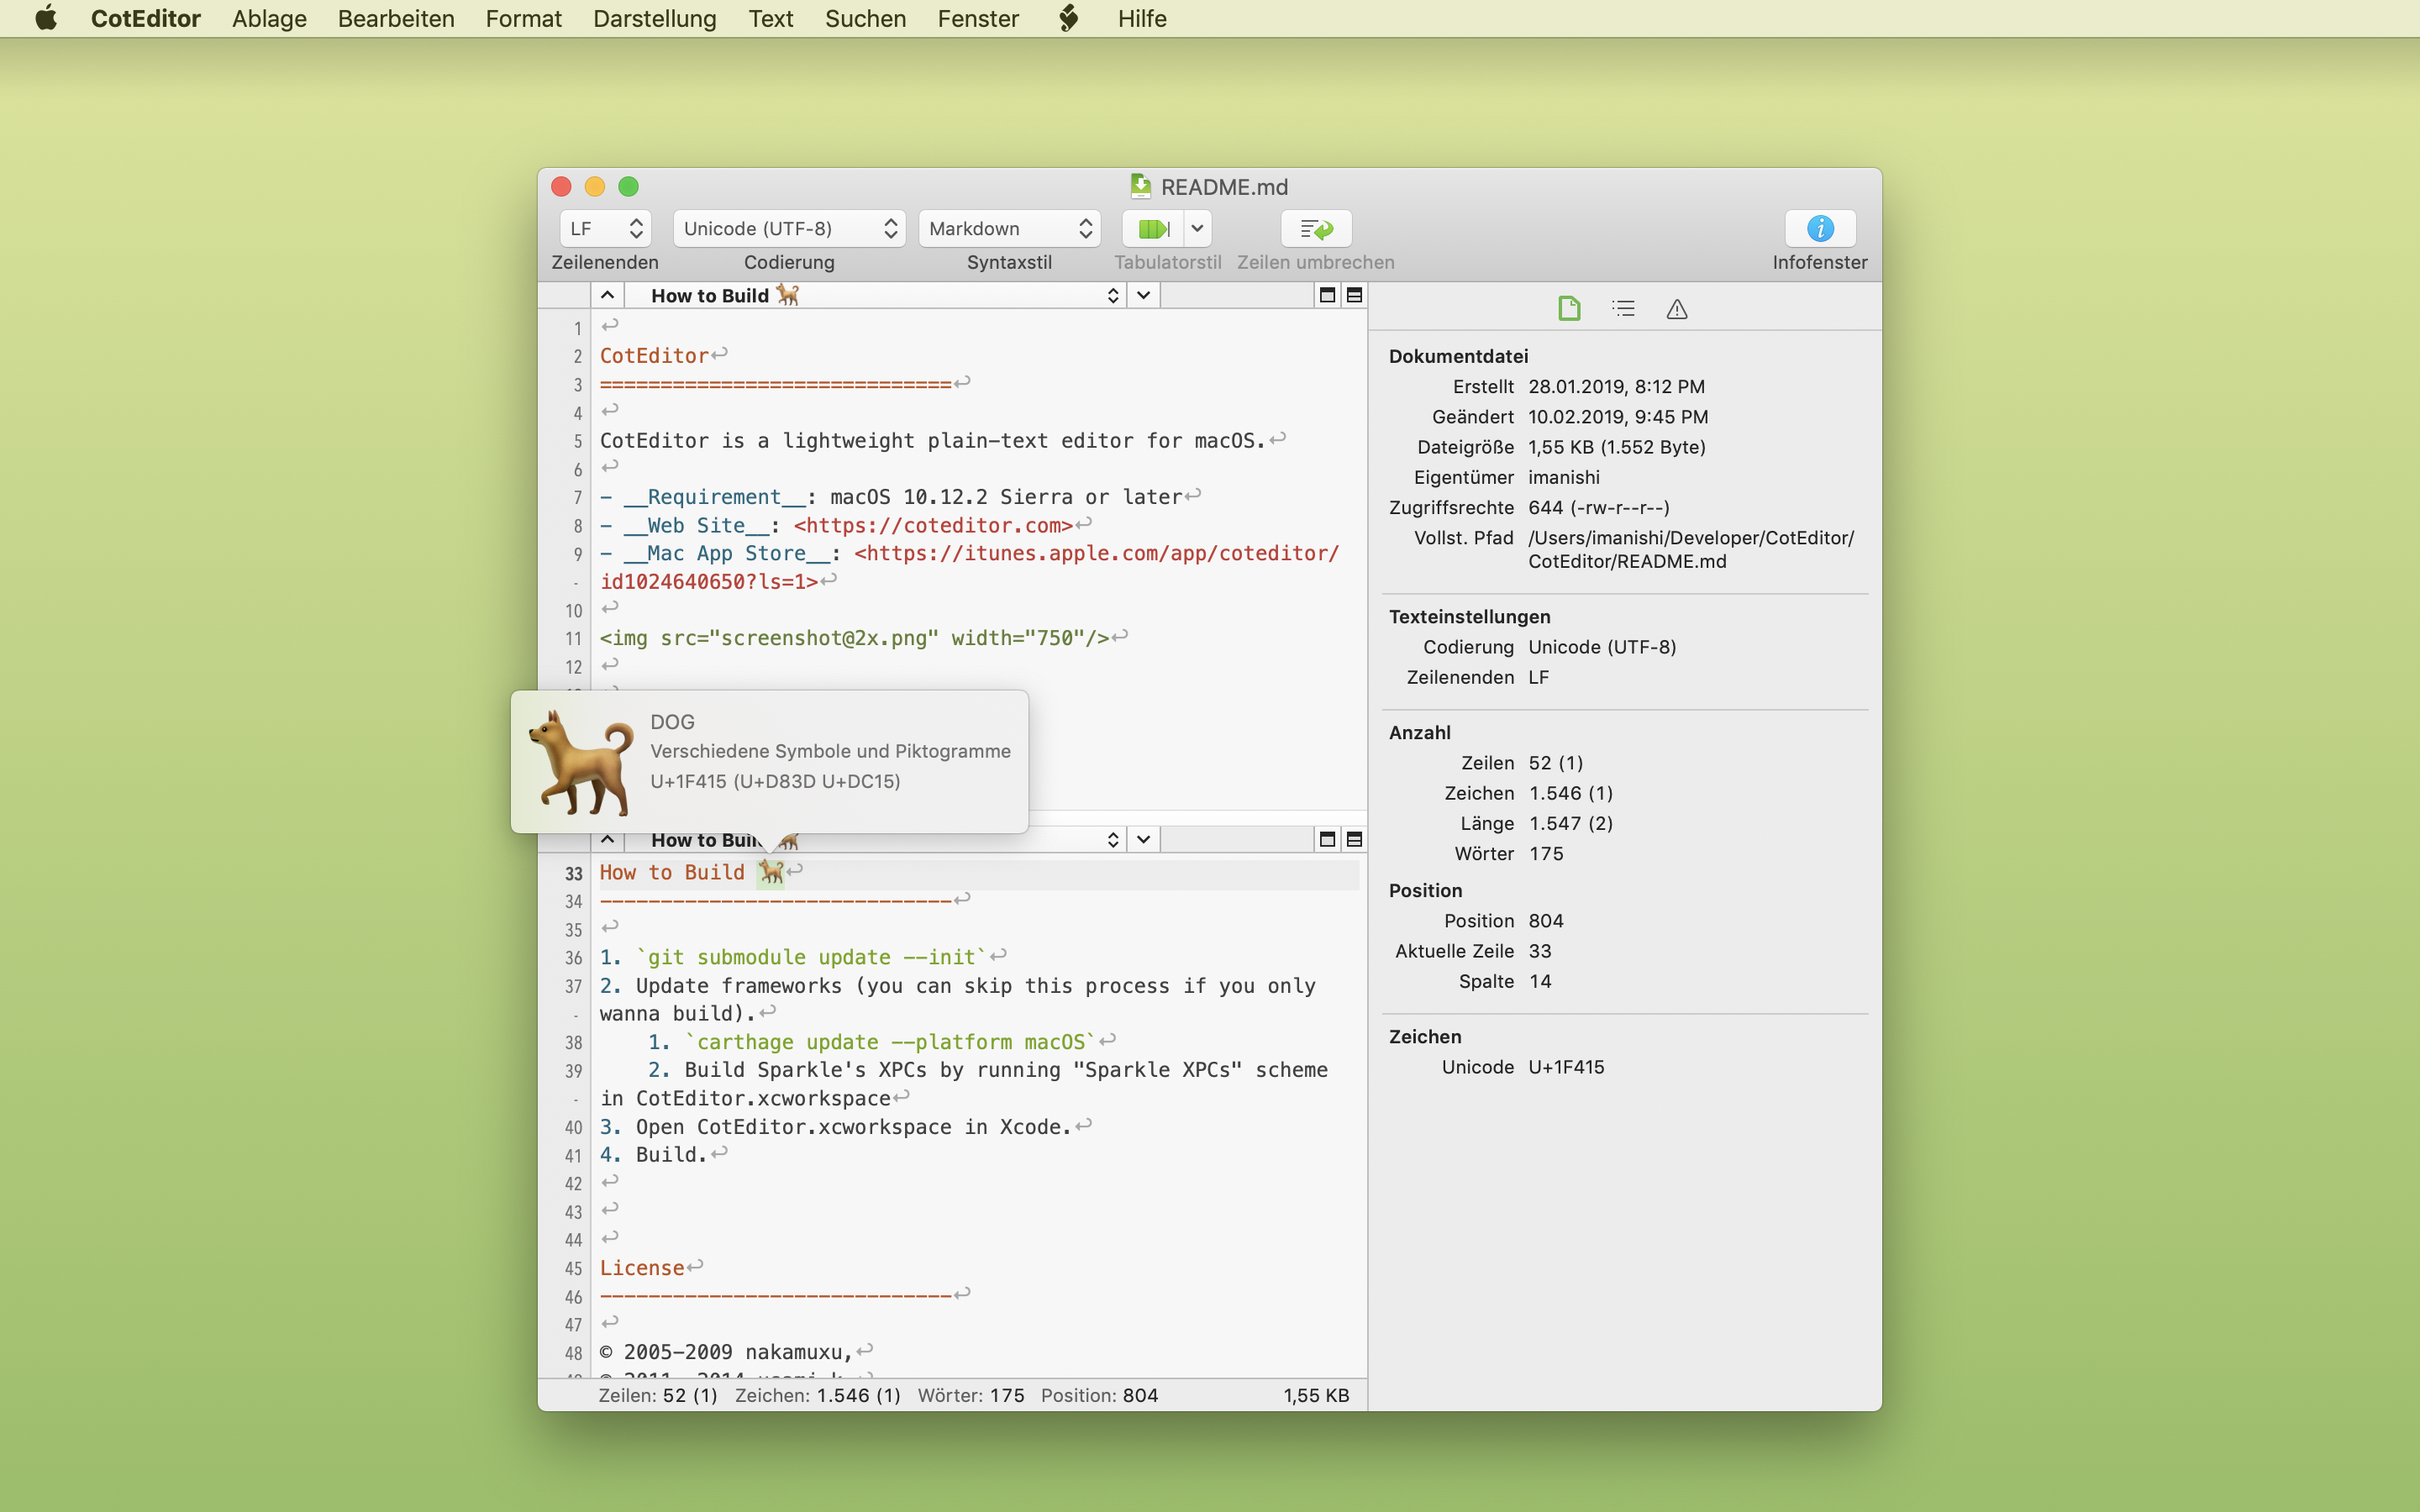 CotEditor Ablage Bearbeiten Format Darstellung Text Suchen Fenster Hilfe
README.md
LF Unicode (UTF-8) Markdown
Zeilenenden Codierung Syntaxstil Tabulatorstil Zeilen umbrechen Infofenster
How to Build 🐕
1 ↩
2 CotEditor↩
3 =============================↩
4 ↩
5 CotEditor is a lightweight plain-text editor for macOS.↩
6 ↩
7 - __Requirement__: macOS 10.12.2 Sierra or later↩
8 - __Web Site__: <https://coteditor.com>↩
9 - __Mac App Store__: <https://itunes.apple.com/app/coteditor/
- id1024640650?ls=1>↩
10 ↩
11 <img src="screenshot@2x.png" width="750"/>↩
12 ↩
DOG
Verschiedene Symbole und Piktogramme
U+1F415 (U+D83D U+DC15)
How to Buil
33 How to Build 🐕↩
34 -----------------------------↩
35 ↩
36 1. `git submodule update --init`↩
37 2. Update frameworks (you can skip this process if you only
- wanna build).↩
38 1. `carthage update --platform macOS`↩
39 2. Build Sparkle's XPCs by running "Sparkle XPCs" scheme
- in CotEditor.xcworkspace↩
40 3. Open CotEditor.xcworkspace in Xcode.↩
41 4. Build.↩
42 ↩
43 ↩
44 ↩
45 License↩
46 -----------------------------↩
47 ↩
48 © 2005-2009 nakamuxu,↩
Zeilen: 52 (1) Zeichen: 1.546 (1) Wörter: 175 Position: 804 1,55 KB
Dokumentdatei
Erstellt 28.01.2019, 8:12 PM
Geändert 10.02.2019, 9:45 PM
Dateigröße 1,55 KB (1.552 Byte)
Eigentümer imanishi
Zugriffsrechte 644 (-rw-r--r--)
Vollst. Pfad /Users/imanishi/Developer/CotEditor/
CotEditor/README.md
Texteinstellungen
Codierung Unicode (UTF-8)
Zeilenenden LF
Anzahl
Zeilen 52 (1)
Zeichen 1.546 (1)
Länge 1.547 (2)
Wörter 175
Position
Position 804
Aktuelle Zeile 33
Spalte 14
Zeichen
Unicode U+1F415